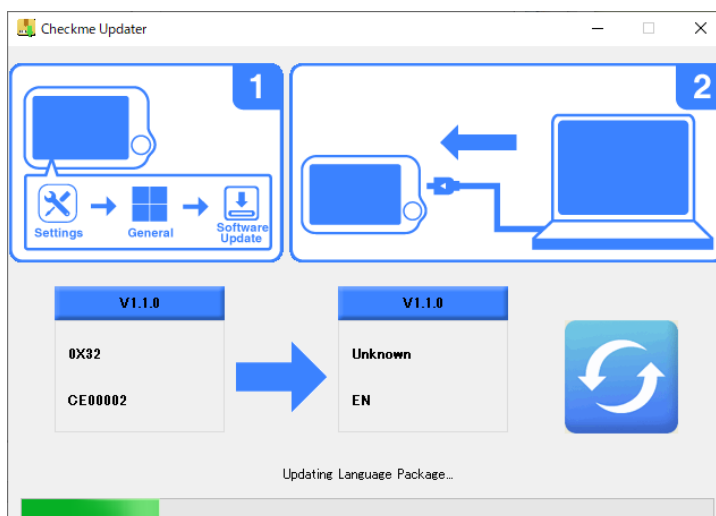 Checkme Updater
1
2
Settings
General
Software
Update
V1.1.0
0X32
CE00002
V1.1.0
Unknown
EN
Updating Language Package...